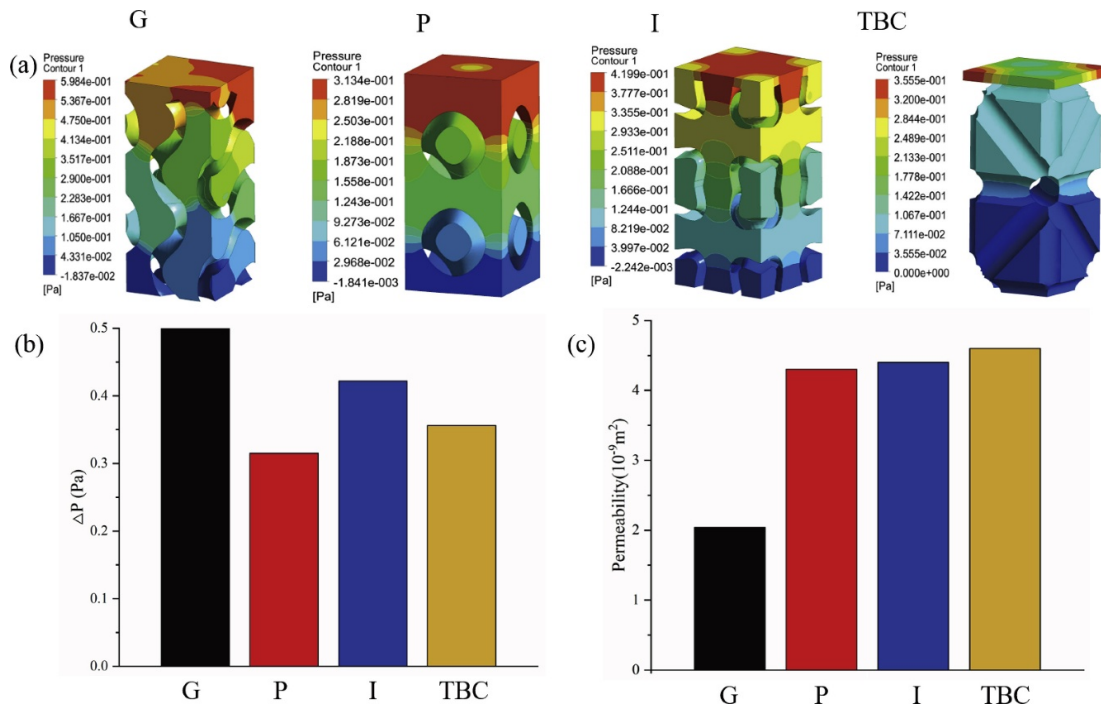 G
P
I
TBC
(a)
Pressure
Contour 1
5.984e-001
5.367e-001
4.750e-001
4.134e-001
3.517e-001
2.900e-001
2.283e-001
1.667e-001
1.050e-001
4.331e-002
-1.837e-002
[Pa]
Pressure
Contour 1
3.134e-001
2.819e-001
2.503e-001
2.188e-001
1.873e-001
1.558e-001
1.243e-001
9.273e-002
6.121e-002
2.968e-002
-1.841e-003
[Pa]
Pressure
Contour 1
4.199e-001
3.777e-001
3.355e-001
2.933e-001
2.511e-001
2.088e-001
1.666e-001
1.244e-001
8.219e-002
3.997e-002
-2.242e-003
[Pa]
Pressure
Contour 1
3.555e-001
3.200e-001
2.844e-001
2.489e-001
2.133e-001
1.778e-001
1.422e-001
1.067e-001
7.111e-002
3.555e-002
0.000e+000
[Pa]
(b)
0.5
0.4
0.3
0.2
0.1
0.0
ΔP (Pa)
G P I TBC
(c)
5
4
3
2
1
0
Permeability(10⁻⁹m²)
G P I TBC